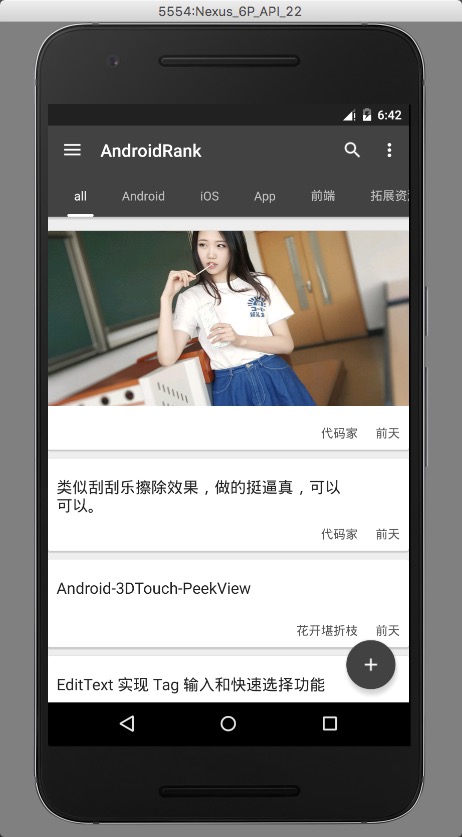 5554:Nexus_6P_API_22
6:42
AndroidRank
all Android iOS App 前端 拓展资
代码家 前天
类似刮刮乐擦除效果，做的挺逼真，可以
可以。
代码家 前天
Android-3DTouch-PeekView
花开堪折枝 前天
EditText 实现 Tag 输入和快速选择功能